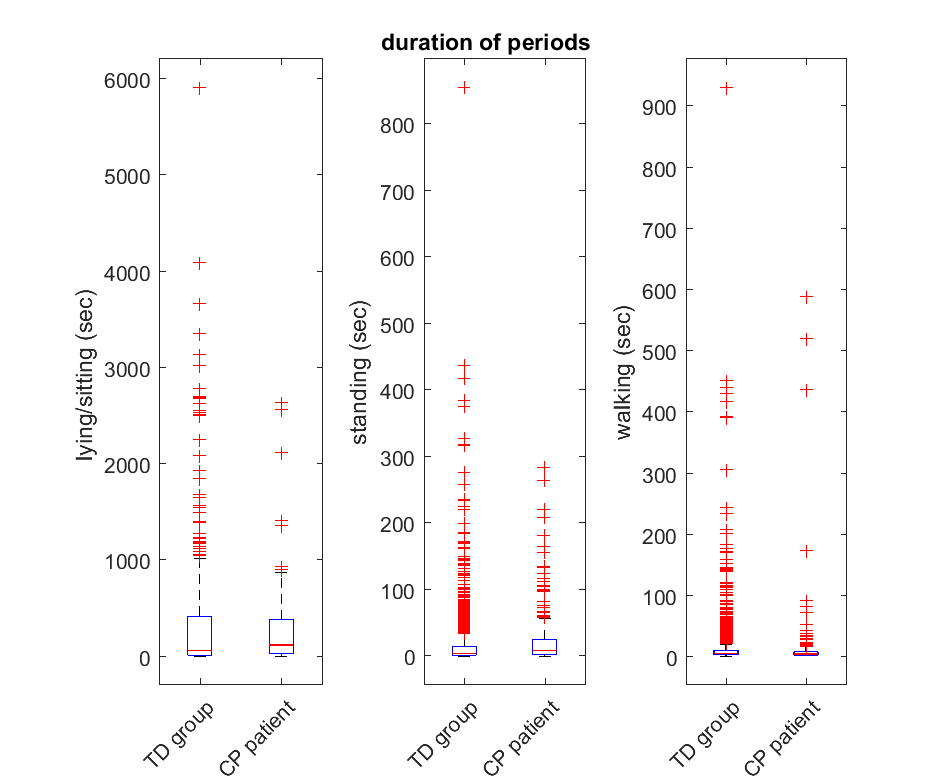 duration of periods
lying/sitting (sec)
6000
5000
4000
3000
2000
1000
0
TD group
CP patient
standing (sec)
800
700
600
500
400
300
200
100
0
TD group
CP patient
walking (sec)
900
800
700
600
500
400
300
200
100
0
TD group
CP patient